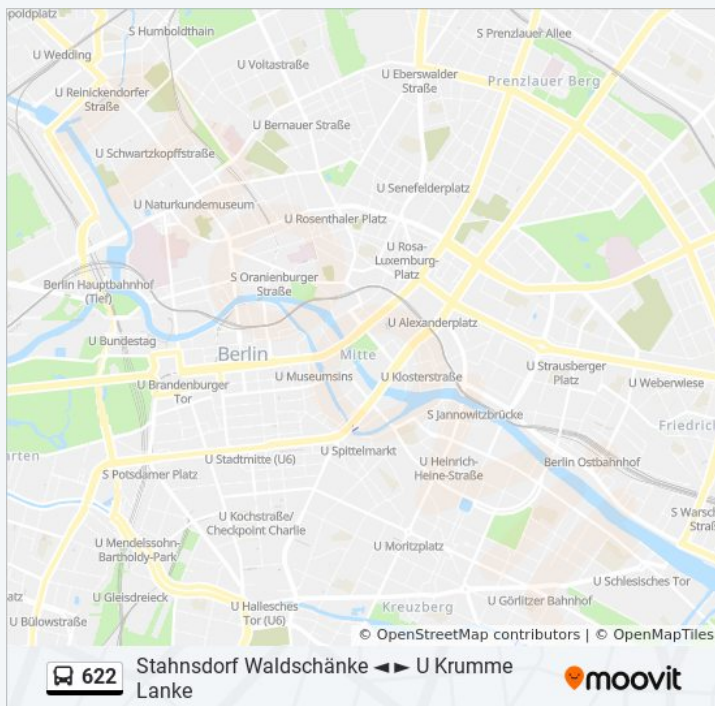 poldplatz
S Humboldthain
S Prenzlauer Allee
U Wedding
U Voltastraße
U Eberswalder
Straße
Prenzlauer Berg
U Reinickendorfer
Straße
U Bernauer Straße
U Schwartzkopffstraße
U Senefelderplatz
U Naturkundemuseum
U Rosenthaler Platz
U Rosa-
Luxemburg-
Platz
S Oranienburger
Straße
Berlin Hauptbahnhof
(Tief)
U Alexanderplatz
U Bundestag
Berlin
Mitte
U Strausberger
Platz
U Museumsins
U Klosterstraße
U Weberwiese
U Brandenburger
Tor
S Jannowitzbrücke
Friedrich
arten
U Stadtmitte (U6)
U Spittelmarkt
U Heinrich-
Heine-Straße
Berlin Ostbahnhof
S Potsdamer Platz
S Warsch
Straß
U Kochstraße/
Checkpoint Charlie
U Mendelssohn-
Bartholdy-Park
U Moritzplatz
U Schlesisches Tor
atz
U Gleisdreieck
U Hallesches
Tor (U6)
Kreuzberg
U Görlitzer Bahnhof
U Bülowstraße
© OpenStreetMap contributors | © OpenMapTiles
622
Stahnsdorf Waldschänke ◄ ► U Krumme
Lanke
moovit